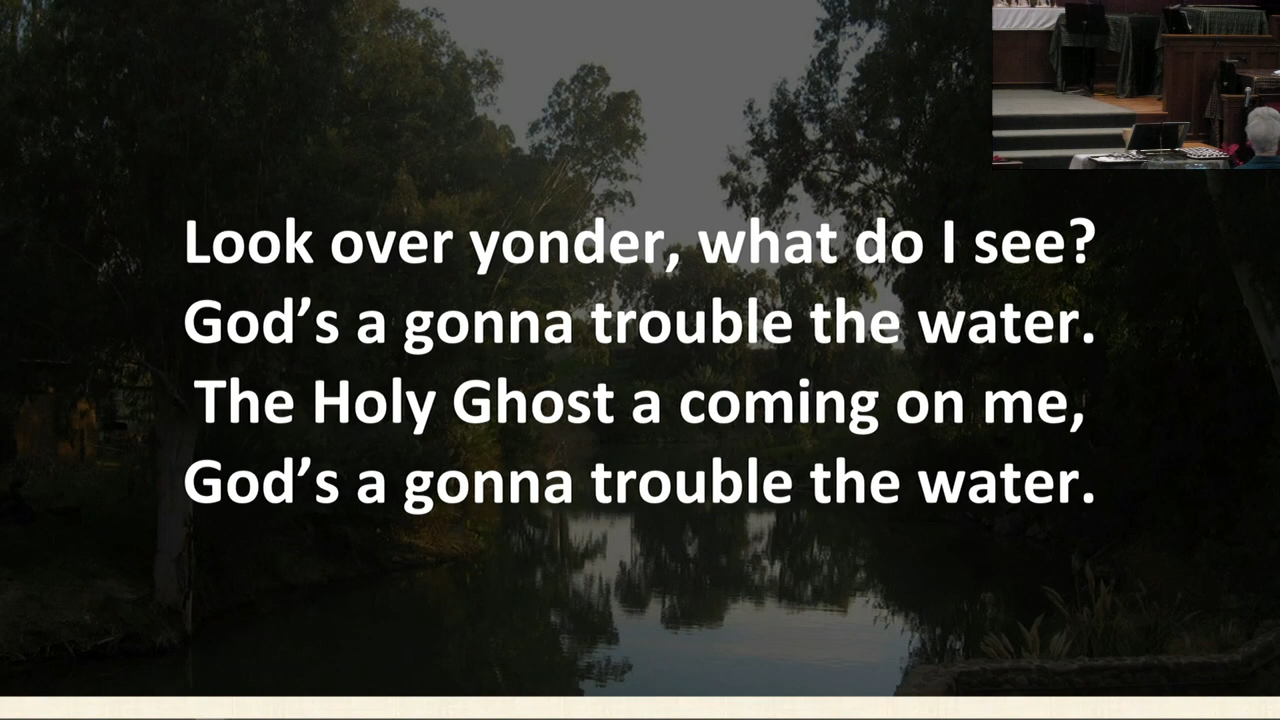 Look over yonder, what do I see?
God’s a gonna trouble the water.
The Holy Ghost a coming on me,
God’s a gonna trouble the water.